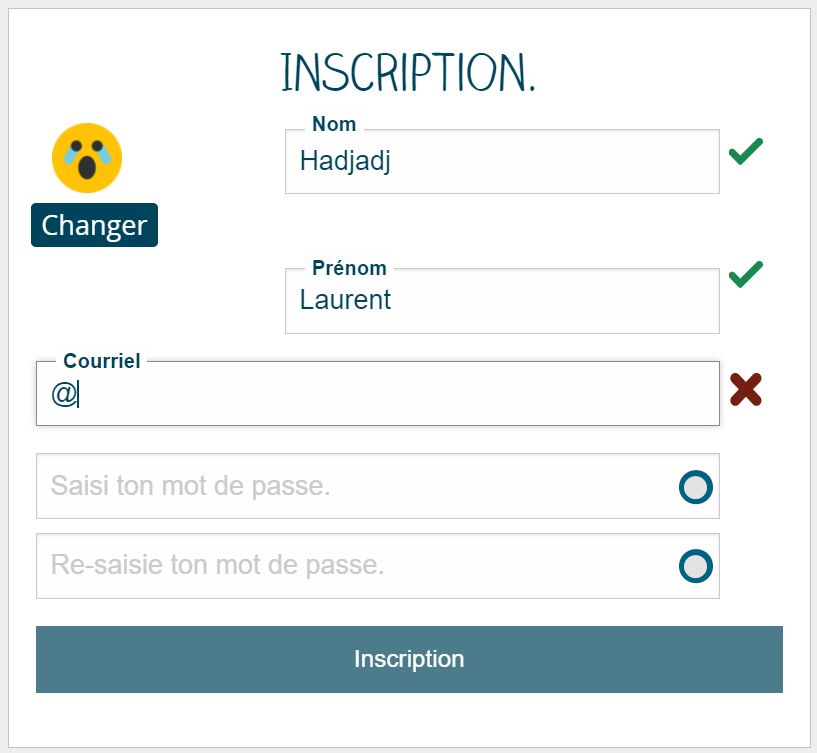 INSCRIPTION.
Nom
Hadjadj
Changer
Prénom
Laurent
Courriel
@
Saisi ton mot de passe.
Re-saisie ton mot de passe.
Inscription